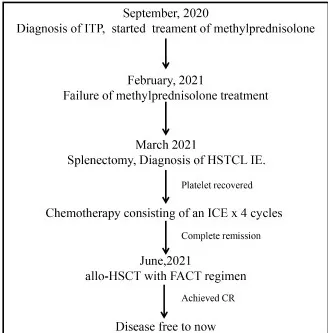 September, 2020
Diagnosis of ITP, started treament of methylprednisolone
February, 2021
Failure of methylprednisolone treatment
March 2021
Splenectomy, Diagnosis of HSTCL IE.
Platelet recovered
Chemotherapy consisting of an ICE x 4 cycles
Complete remission
June,2021
allo-HSCT with FACT regimen
Achieved CR
Disease free to now